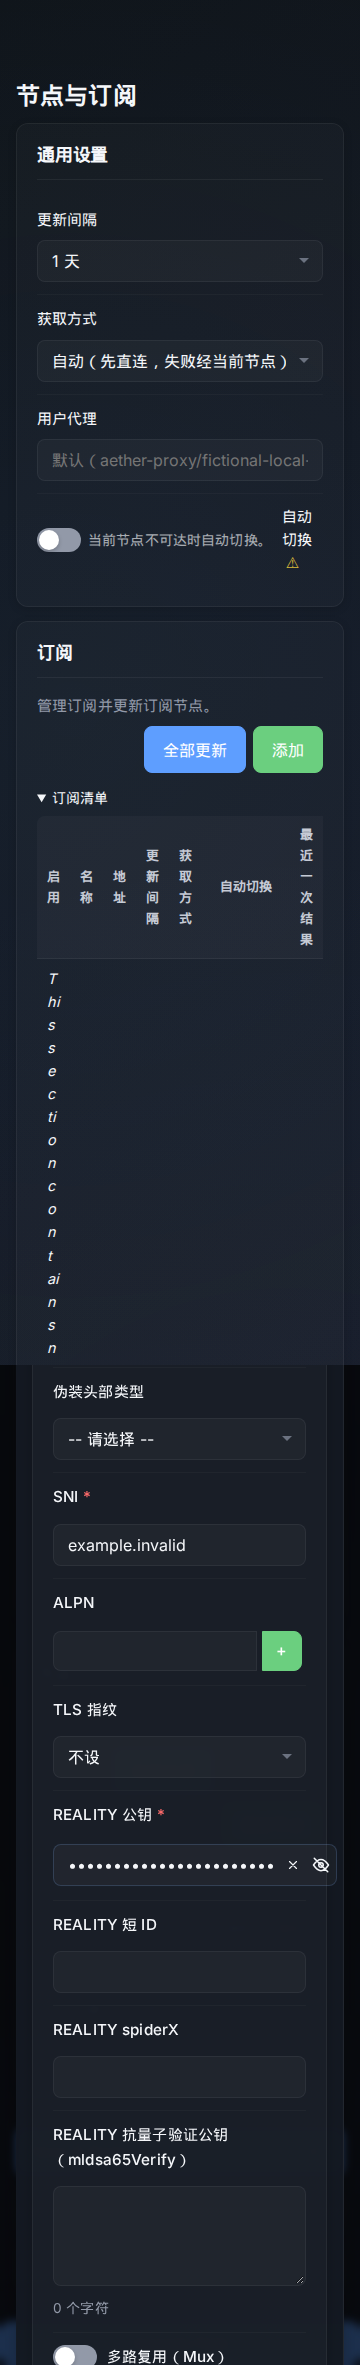 节点与订阅
通用设置
更新间隔
1 天
获取方式
自动（先直连，失败经当前节点）
用户代理
默认（aether-proxy/fictional-local-
当前节点不可达时自动切换。
自动
切换
⚠
订阅
管理订阅并更新订阅节点。
全部更新
添加
▼ 订阅清单
启用 名称 地址 更新间隔 获取方式 自动切换 最近一次结果
T
hi
s
s
e
c
ti
o
n
c
o
n
t
ai
n
s
n
伪装头部类型
-- 请选择 --
SNI *
example.invalid
ALPN
+
TLS 指纹
不设
REALITY 公钥 *
•••••••••••••••••••••••
REALITY 短 ID
REALITY spiderX
REALITY 抗量子验证公钥
（mldsa65Verify）
0 个字符
多路复用（Mux）